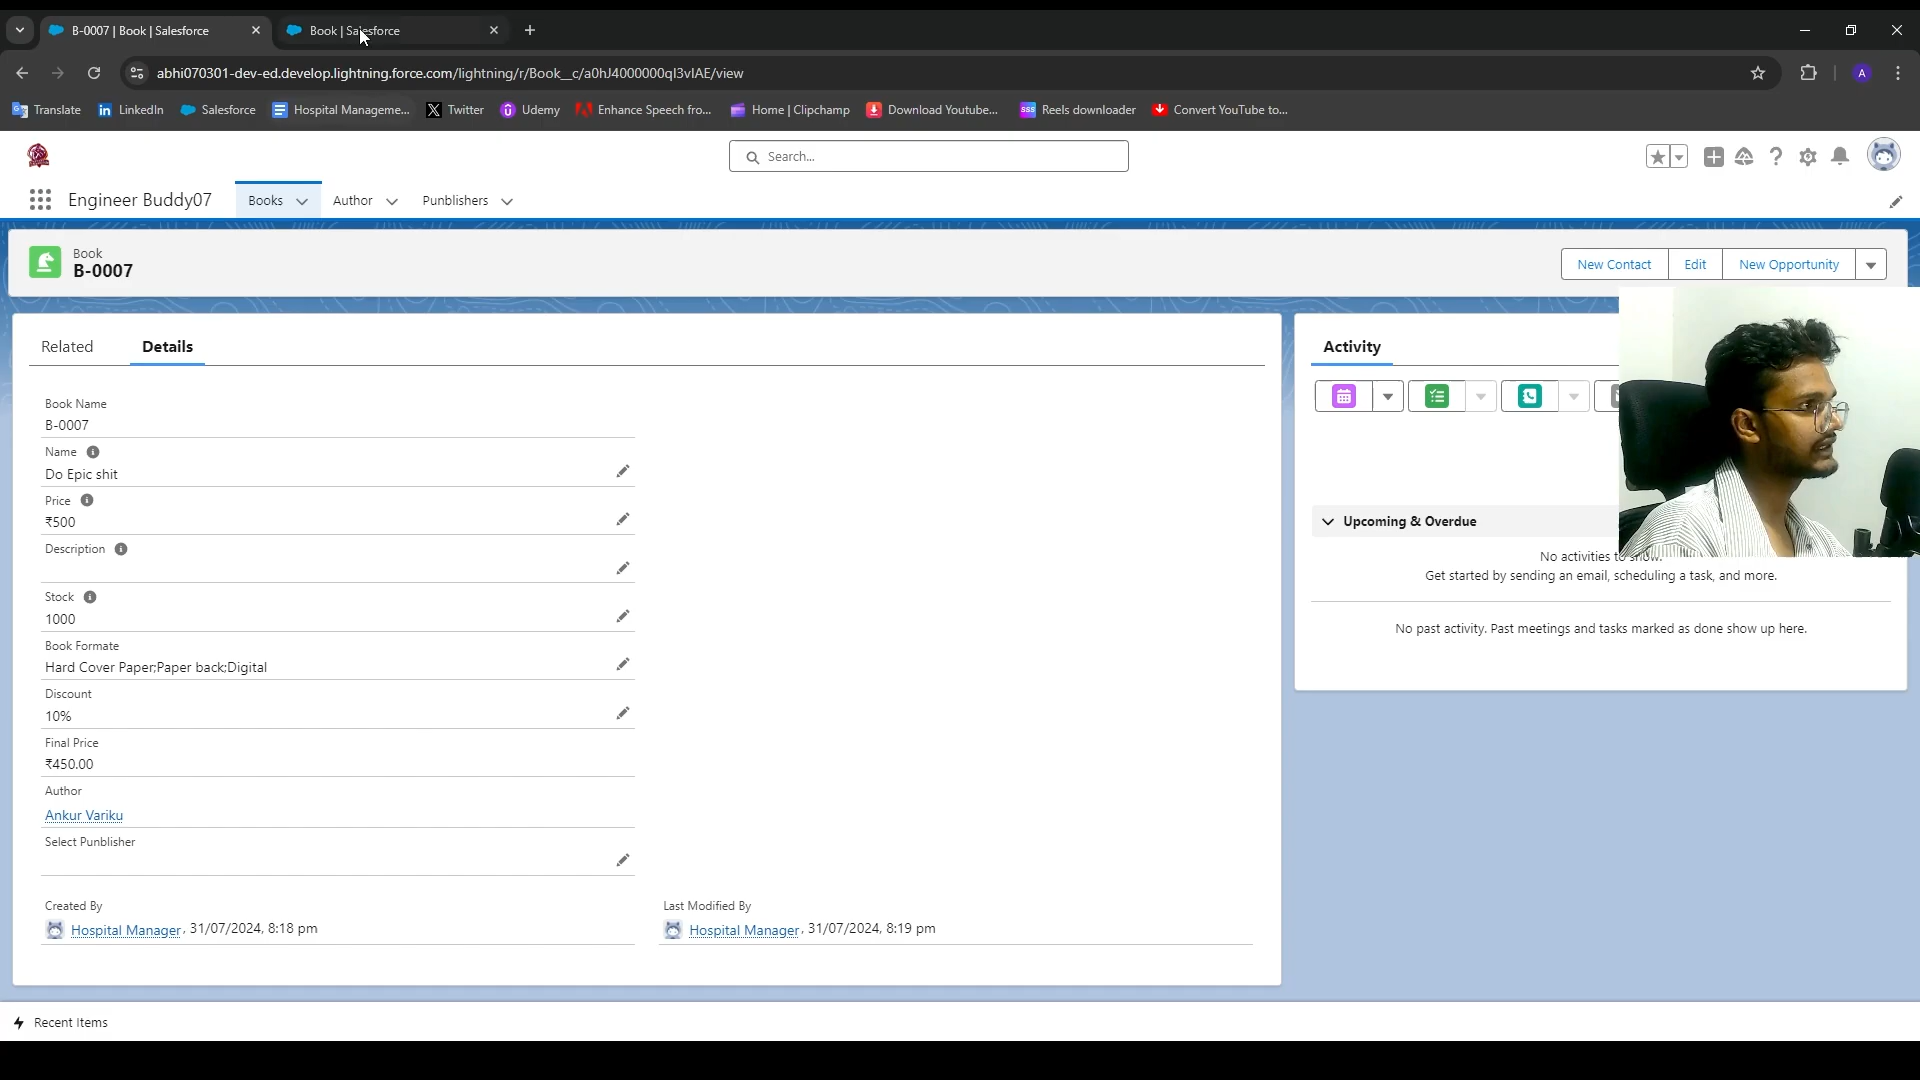 B-0007 | Book | Salesforce
Book | Salesforce
abhi070301-dev-ed.develop.lightning.force.com/lightning/r/Book__c/a0hJ4000000qI3vIAE/view
A
Translate
LinkedIn
Salesforce
Hospital Manageme...
Twitter
Udemy
Enhance Speech fro...
Home | Clipchamp
Download Youtube...
Reels downloader
Convert YouTube to...
Search...
Engineer Buddy07
Books
Author
Punblishers
Book
B-0007
New Contact
Edit
New Opportunity
Related
Details
Book Name
B-0007
Name
Do Epic shit
Price
₹500
Description
Stock
1000
Book Formate
Hard Cover Paper;Paper back;Digital
Discount
10%
Final Price
₹450.00
Author
Ankur Variku
Select Punblisher
Created By
Hospital Manager, 31/07/2024, 8:18 pm
Last Modified By
Hospital Manager, 31/07/2024, 8:19 pm
Activity
Upcoming & Overdue
No activities to show.
Get started by sending an email, scheduling a task, and more.
No past activity. Past meetings and tasks marked as done show up here.
Recent Items